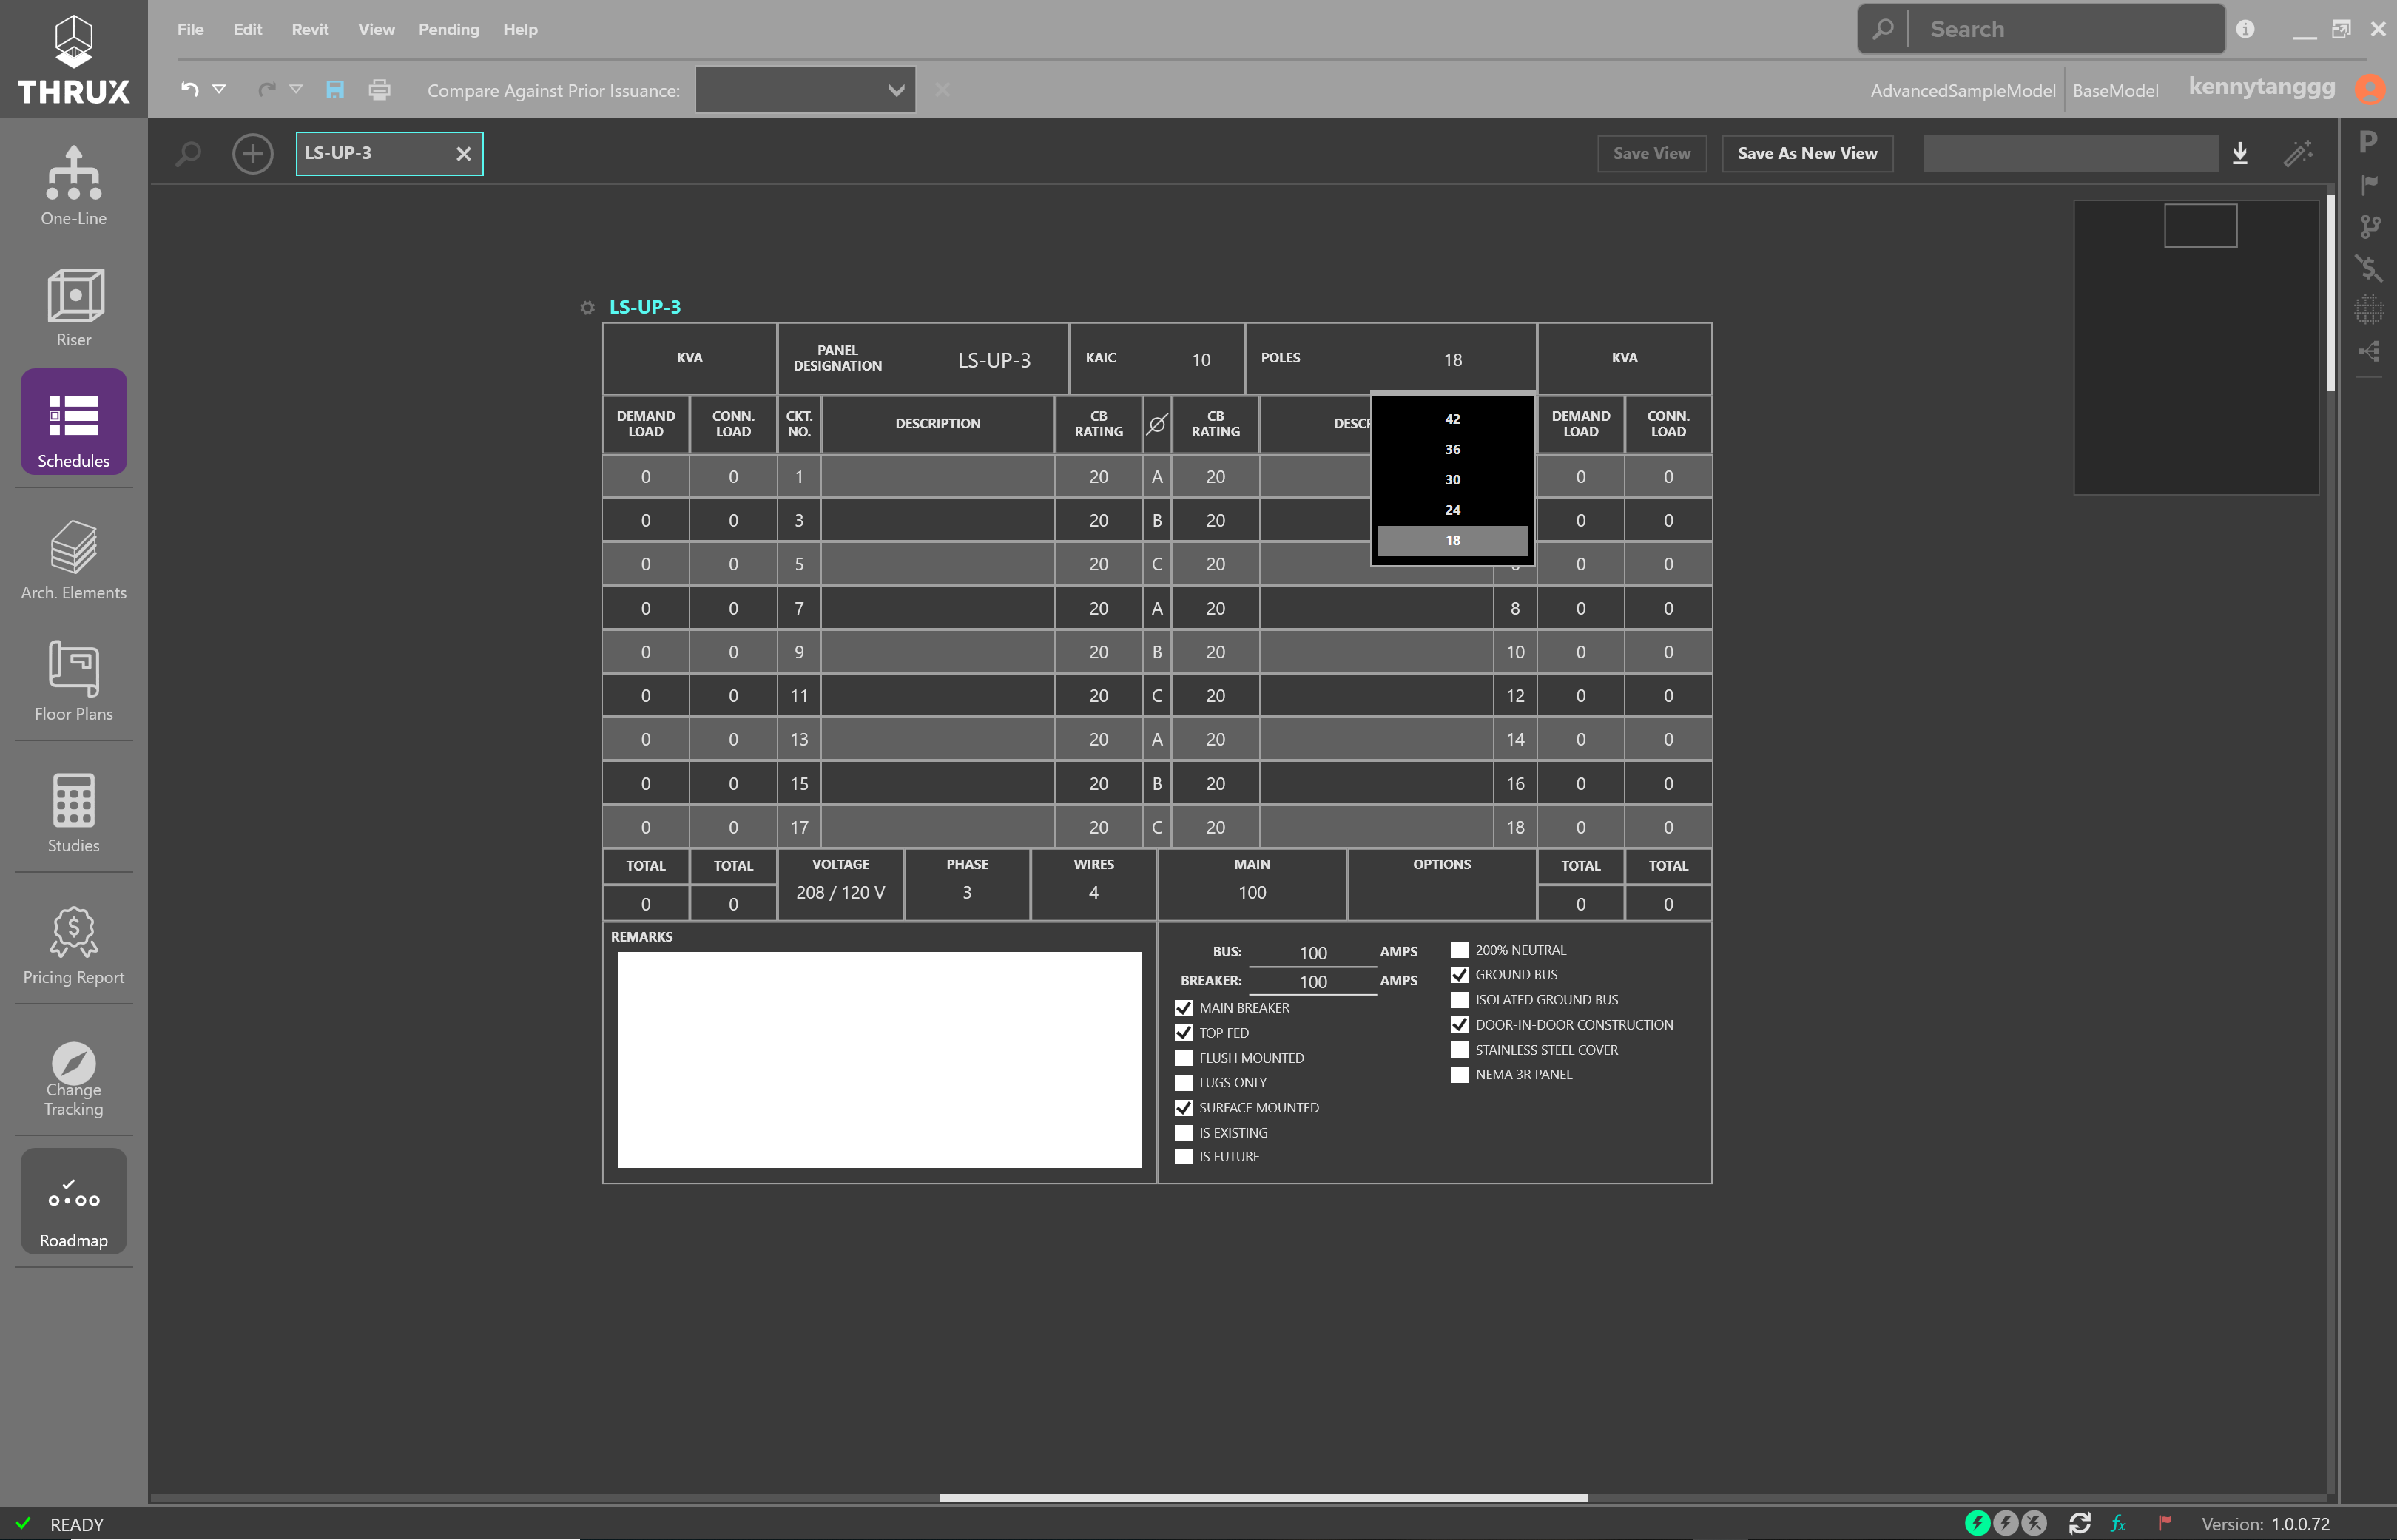 THRUX
File Edit Revit View Pending Help
Search
Compare Against Prior Issuance:
AdvancedSampleModel BaseModel kennytanggg
LS-UP-3
Save View Save As New View
One-Line
Riser
Schedules
Arch. Elements
Floor Plans
Studies
Pricing Report
Change
Tracking
Roadmap
P
LS-UP-3
KVA PANEL DESIGNATION LS-UP-3 KAIC 10 POLES 18 KVA
DEMAND LOAD CONN. LOAD CKT. NO. DESCRIPTION CB RATING CB RATING DESCR DEMAND LOAD CONN. LOAD
42
36
30
24
18
0 0 1 20 A 20 0 0
0 0 3 20 B 20 0 0
0 0 5 20 C 20 0 0
0 0 7 20 A 20 8 0 0
0 0 9 20 B 20 10 0 0
0 0 11 20 C 20 12 0 0
0 0 13 20 A 20 14 0 0
0 0 15 20 B 20 16 0 0
0 0 17 20 C 20 18 0 0
TOTAL TOTAL VOLTAGE PHASE WIRES MAIN OPTIONS TOTAL TOTAL
0 0 208 / 120 V 3 4 100 0 0
REMARKS
BUS: 100 AMPS
BREAKER: 100 AMPS
MAIN BREAKER
TOP FED
FLUSH MOUNTED
LUGS ONLY
SURFACE MOUNTED
IS EXISTING
IS FUTURE
200% NEUTRAL
GROUND BUS
ISOLATED GROUND BUS
DOOR-IN-DOOR CONSTRUCTION
STAINLESS STEEL COVER
NEMA 3R PANEL
READY
fx
Version: 1.0.0.72